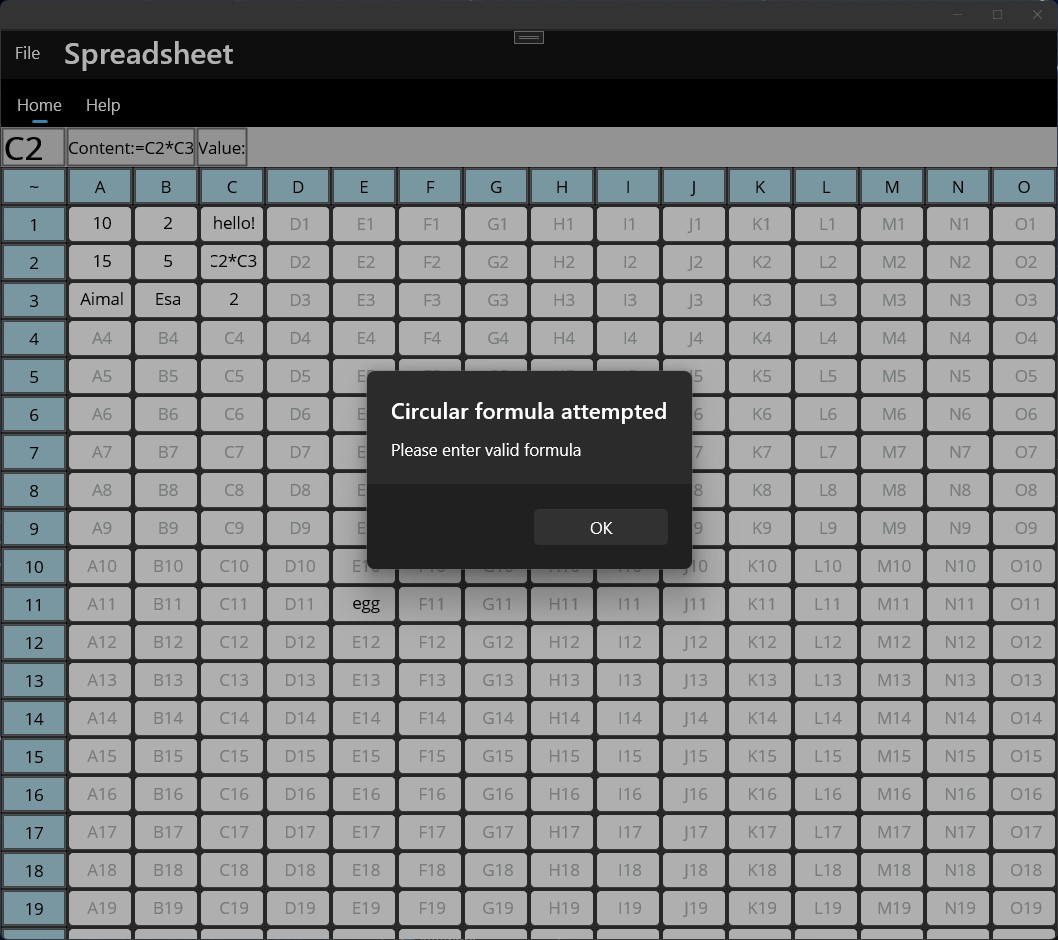 File Spreadsheet
Home Help
C2 Content:=C2*C3 Value:
~ A B C D E F G H I J K L M N O
1 10 2 hello! D1 E1 F1 G1 H1 I1 J1 K1 L1 M1 N1 O1
2 15 5 C2*C3 D2 E2 F2 G2 H2 I2 J2 K2 L2 M2 N2 O2
3 Aimal Esa 2 D3 E3 F3 G3 H3 I3 J3 K3 L3 M3 N3 O3
4 A4 B4 C4 D4 E4 F4 G4 H4 I4 J4 K4 L4 M4 N4 O4
5 A5 B5 C5 D5 K5 L5 M5 N5 O5
Circular formula attempted
6 A6 B6 C6 D6 K6 L6 M6 N6 O6
Please enter valid formula
7 A7 B7 C7 D7 K7 L7 M7 N7 O7
8 A8 B8 C8 D8 K8 L8 M8 N8 O8
9 A9 B9 C9 D9 OK K9 L9 M9 N9 O9
10 A10 B10 C10 D10 J10 K10 L10 M10 N10 O10
11 A11 B11 C11 D11 egg F11 G11 H11 I11 J11 K11 L11 M11 N11 O11
12 A12 B12 C12 D12 E12 F12 G12 H12 I12 J12 K12 L12 M12 N12 O12
13 A13 B13 C13 D13 E13 F13 G13 H13 I13 J13 K13 L13 M13 N13 O13
14 A14 B14 C14 D14 E14 F14 G14 H14 I14 J14 K14 L14 M14 N14 O14
15 A15 B15 C15 D15 E15 F15 G15 H15 I15 J15 K15 L15 M15 N15 O15
16 A16 B16 C16 D16 E16 F16 G16 H16 I16 J16 K16 L16 M16 N16 O16
17 A17 B17 C17 D17 E17 F17 G17 H17 I17 J17 K17 L17 M17 N17 O17
18 A18 B18 C18 D18 E18 F18 G18 H18 I18 J18 K18 L18 M18 N18 O18
19 A19 B19 C19 D19 E19 F19 G19 H19 I19 J19 K19 L19 M19 N19 O19